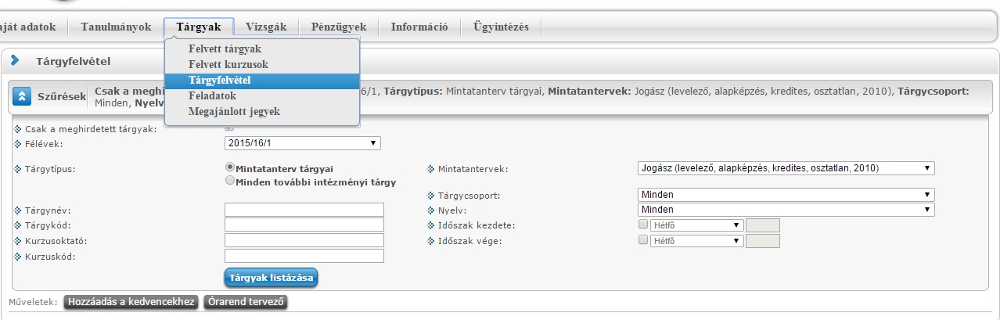 aját adatok Tanulmányok Tárgyak Vizsgák Pénzügyek Információ Ügyintézés
Felvett tárgyak
Felvett kurzusok
Tárgyfelvétel
Feladatok
Megajánlott jegyek
Tárgyfelvétel
Szűrések Csak a meghi 6/1, Tárgytípus: Mintatanterv tárgyai, Mintatantervek: Jogász (levelező, alapképzés, kredites, osztatlan, 2010), Tárgycsoport:
Minden, Nyelv
Csak a meghirdetett tárgyak:
Félévek: 2015/16/1
Tárgytípus: Mintatanterv tárgyai Mintatantervek: Jogász (levelező, alapképzés, kredites, osztatlan, 2010)
Minden további intézményi tárgy
Tárgycsoport: Minden
Tárgynév: Nyelv: Minden
Tárgykód: Időszak kezdete: Hétfő
Kurzusoktató: Időszak vége: Hétfő
Kurzuskód:
Tárgyak listázása
Műveletek: Hozzáadás a kedvencekhez Órarend tervező